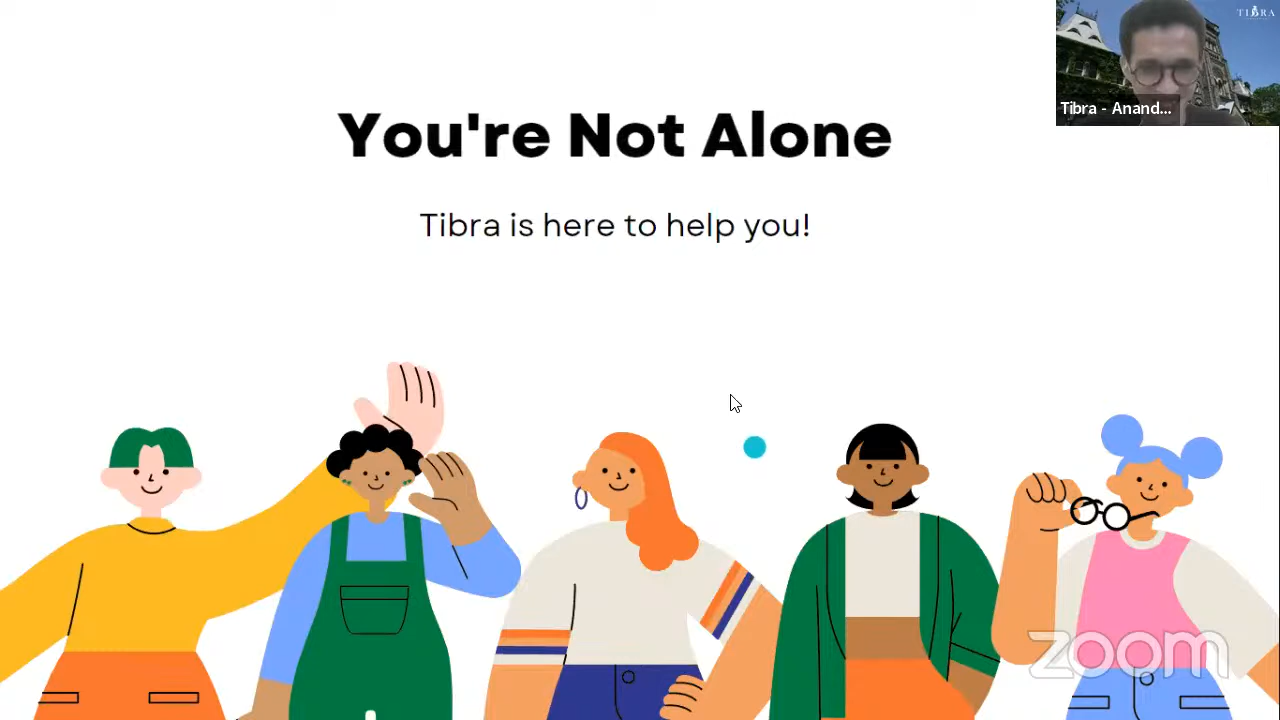 You're Not Alone
Tibra is here to help you!
TIBRA
Tibra - Anand...
zoom